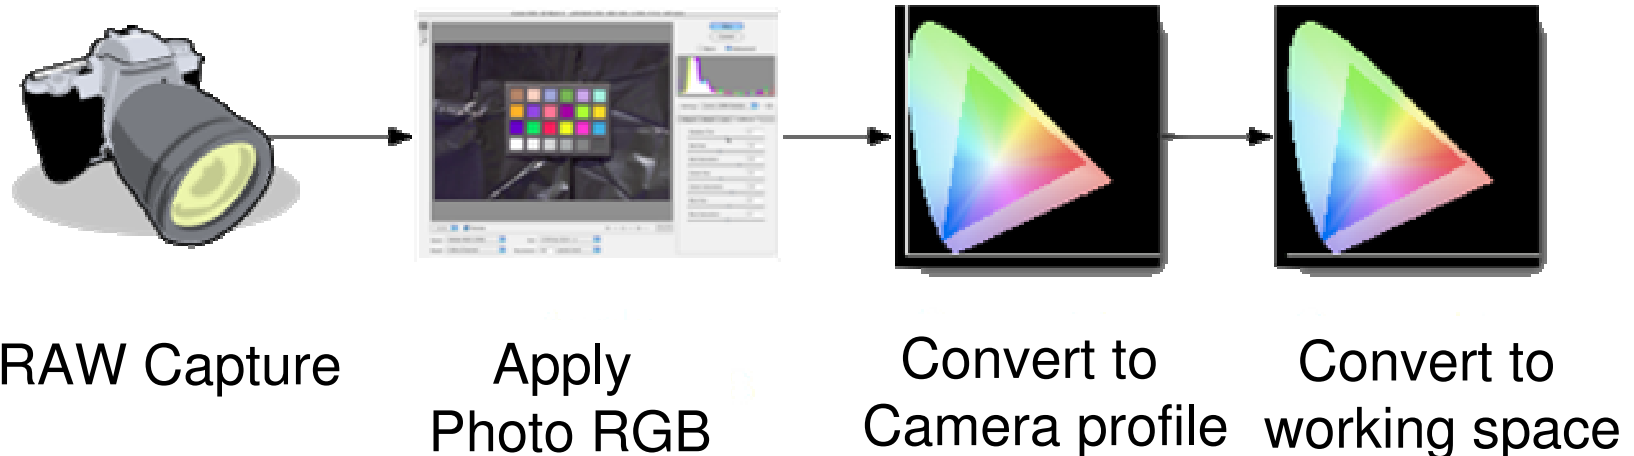 RAW Capture
Apply
Photo RGB
Convert to
Camera profile
Convert to
working space